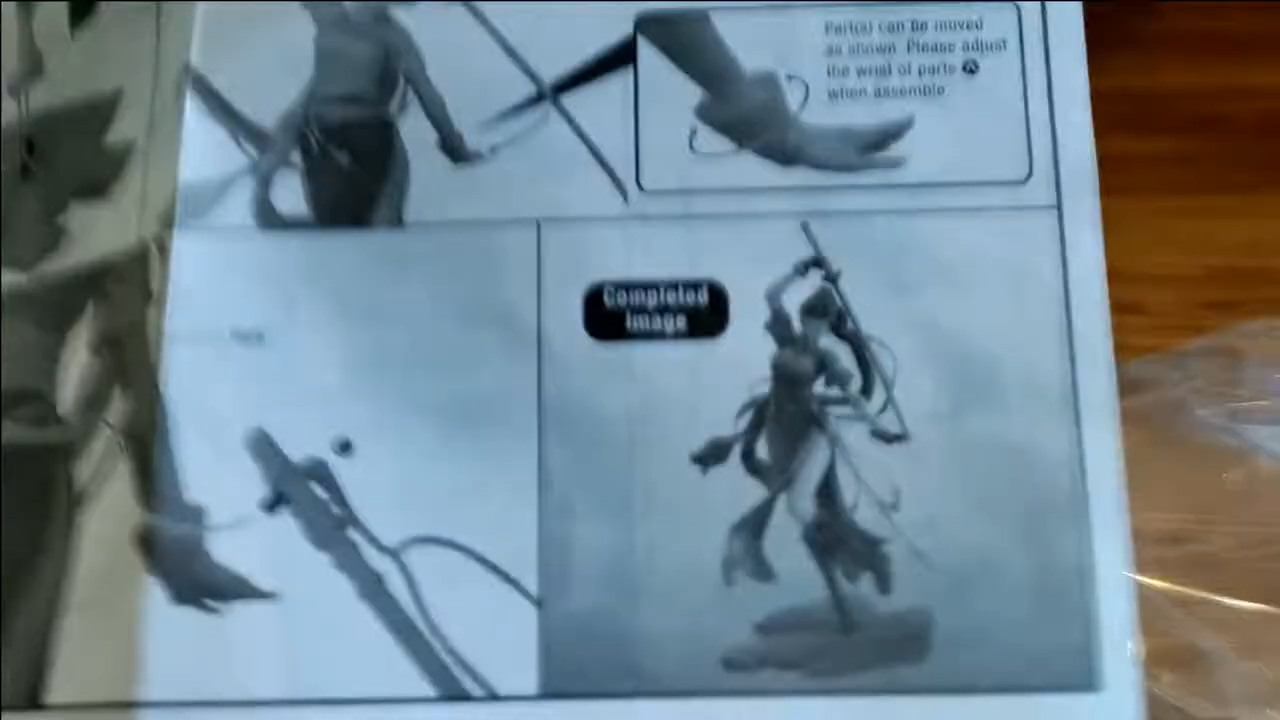 Part(s) can be moved
as shown. Please adjust
the wrist of parts A
when assemble.
Completed
Image